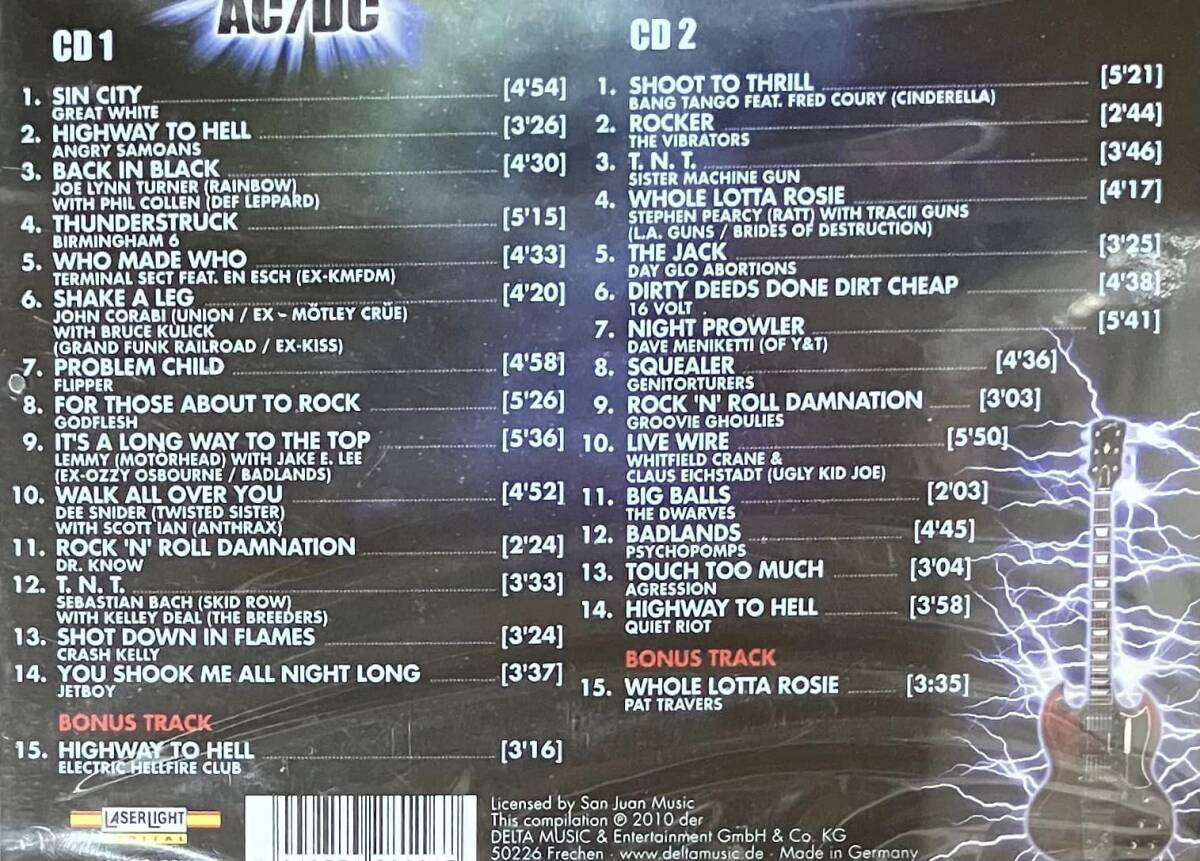 AC/DC
CD 1
1. SIN CITY [4'54]
GREAT WHITE
2. HIGHWAY TO HELL [3'26]
ANGRY SAMOANS
3. BACK IN BLACK [4'30]
JOE LYNN TURNER (RAINBOW)
WITH PHIL COLLEN (DEF LEPPARD)
4. THUNDERSTRUCK [5'15]
BIRMINGHAM 6
5. WHO MADE WHO [4'33]
TERMINAL SECT FEAT. EN ESCH (EX-KMFDM)
6. SHAKE A LEG [4'20]
JOHN CORABI (UNION / EX - MÖTLEY CRÜE)
WITH BRUCE KULICK
(GRAND FUNK RAILROAD / EX-KISS)
7. PROBLEM CHILD [4'58]
FLIPPER
8. FOR THOSE ABOUT TO ROCK [5'26]
GODFLESH
9. IT'S A LONG WAY TO THE TOP [5'36]
LEMMY (MOTÖRHEAD) WITH JAKE E. LEE
(EX-OZZY OSBOURNE / BADLANDS)
10. WALK ALL OVER YOU [4'52]
DEE SNIDER (TWISTED SISTER)
WITH SCOTT IAN (ANTHRAX)
11. ROCK 'N' ROLL DAMNATION [2'24]
DR. KNOW
12. T. N. T. [3'33]
SEBASTIAN BACH (SKID ROW)
WITH KELLEY DEAL (THE BREEDERS)
13. SHOT DOWN IN FLAMES [3'24]
CRASH KELLY
14. YOU SHOOK ME ALL NIGHT LONG [3'37]
JETBOY
BONUS TRACK
15. HIGHWAY TO HELL [3'16]
ELECTRIC HELLFIRE CLUB
CD 2
1. SHOOT TO THRILL [5'21]
BANG TANGO FEAT. FRED COURY (CINDERELLA)
2. ROCKER [2'44]
THE VIBRATORS
3. T. N. T. [3'46]
SISTER MACHINE GUN
4. WHOLE LOTTA ROSIE [4'17]
STEPHEN PEARCY (RATT) WITH TRACII GUNS
(L.A. GUNS / BRIDES OF DESTRUCTION)
5. THE JACK [3'25]
DAY GLO ABORTIONS
6. DIRTY DEEDS DONE DIRT CHEAP [4'38]
16 VOLT
7. NIGHT PROWLER [5'41]
DAVE MENIKETTI (OF Y&T)
8. SQUEALER [4'36]
GENITORTURERS
9. ROCK 'N' ROLL DAMNATION [3'03]
GROOVIE GHOULIES
10. LIVE WIRE [5'50]
WHITFIELD CRANE &
CLAUS EICHSTADT (UGLY KID JOE)
11. BIG BALLS [2'03]
THE DWARVES
12. BADLANDS [4'45]
PSYCHOPOMPS
13. TOUCH TOO MUCH [3'04]
AGRESSION
14. HIGHWAY TO HELL [3'58]
QUIET RIOT
BONUS TRACK
15. WHOLE LOTTA ROSIE [3:35]
PAT TRAVERS
LASERLIGHT
DIGITAL
Licensed by San Juan Music
This compilation ℗ 2010 der
DELTA MUSIC & Entertainment GmbH & Co. KG
50226 Frechen · www.deltamusic.de · Made in Germany